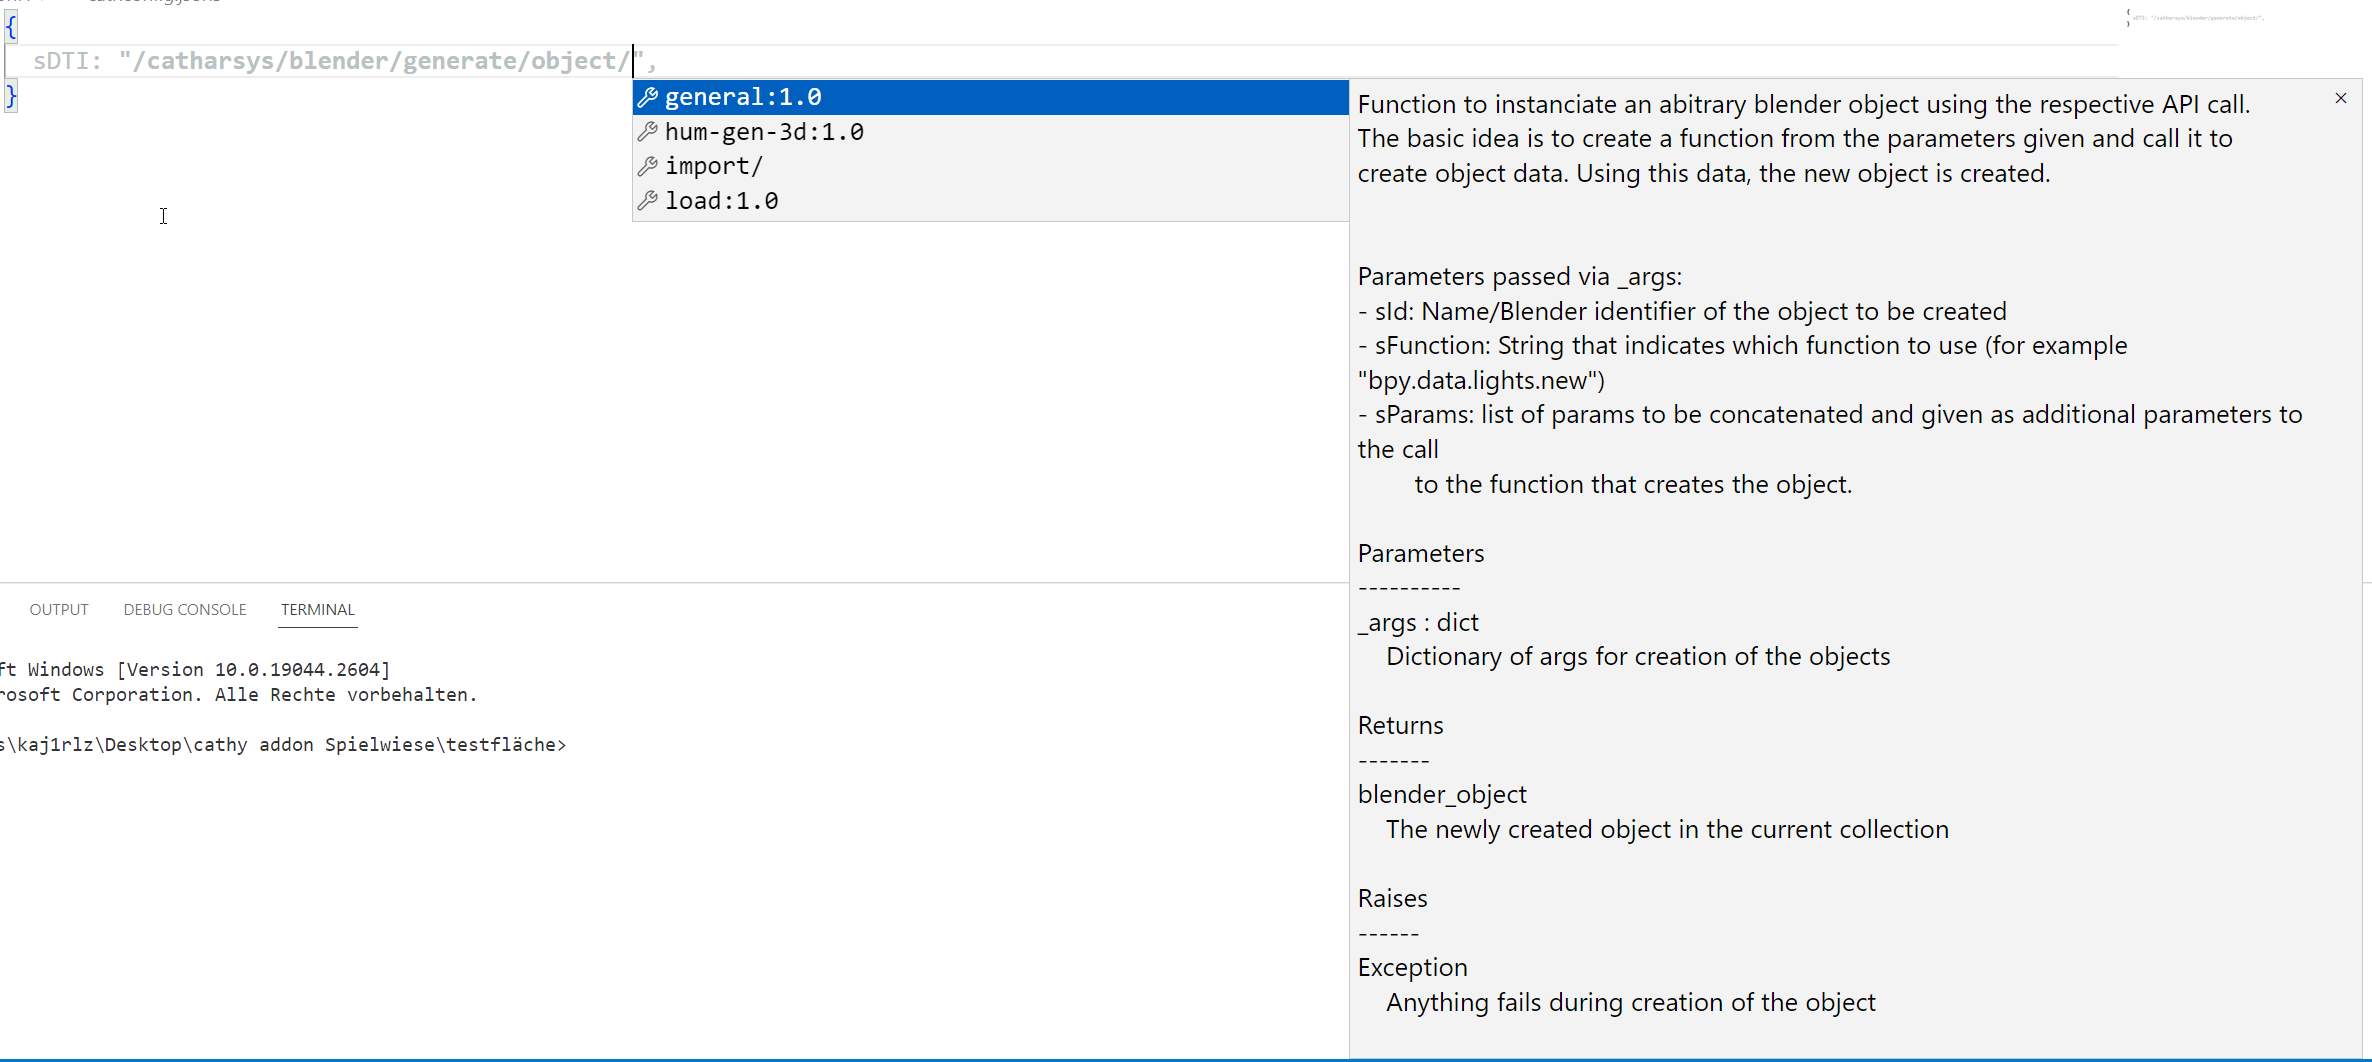 {
sDTI: "/catharsys/blender/generate/object/",
}
general:1.0
hum-gen-3d:1.0
import/
load:1.0
Function to instanciate an abitrary blender object using the respective API call.
The basic idea is to create a function from the parameters given and call it to
create object data. Using this data, the new object is created.
Parameters passed via _args:
- sId: Name/Blender identifier of the object to be created
- sFunction: String that indicates which function to use (for example
"bpy.data.lights.new")
- sParams: list of params to be concatenated and given as additional parameters to
the call
to the function that creates the object.
Parameters
----------
_args : dict
Dictionary of args for creation of the objects
Returns
-------
blender_object
The newly created object in the current collection
Raises
------
Exception
Anything fails during creation of the object
OUTPUT DEBUG CONSOLE TERMINAL
ft Windows [Version 10.0.19044.2604]
rosoft Corporation. Alle Rechte vorbehalten.
s\kaj1rlz\Desktop\cathy addon Spielwiese\testfläche>